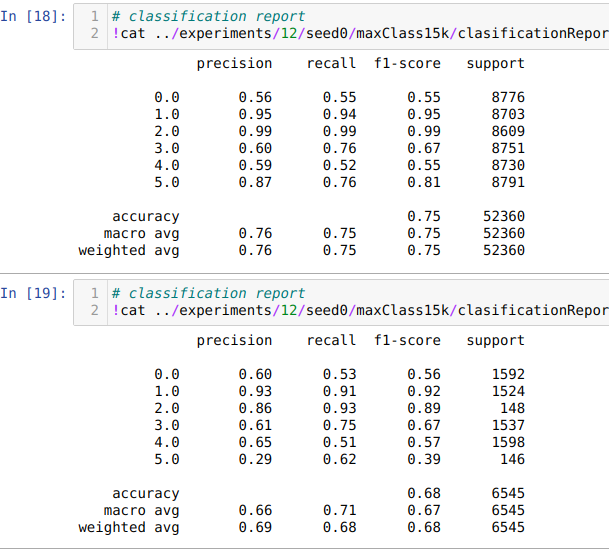 In [18]: 1 # classification report
2 !cat ../experiments/12/seed0/maxClass15k/clasificationRepor
precision recall f1-score support
0.0 0.56 0.55 0.55 8776
1.0 0.95 0.94 0.95 8703
2.0 0.99 0.99 0.99 8609
3.0 0.60 0.76 0.67 8751
4.0 0.59 0.52 0.55 8730
5.0 0.87 0.76 0.81 8791
accuracy 0.75 52360
macro avg 0.76 0.75 0.75 52360
weighted avg 0.76 0.75 0.75 52360
In [19]: 1 # classification report
2 !cat ../experiments/12/seed0/maxClass15k/clasificationRepor
precision recall f1-score support
0.0 0.60 0.53 0.56 1592
1.0 0.93 0.91 0.92 1524
2.0 0.86 0.93 0.89 148
3.0 0.61 0.75 0.67 1537
4.0 0.65 0.51 0.57 1598
5.0 0.29 0.62 0.39 146
accuracy 0.68 6545
macro avg 0.66 0.71 0.67 6545
weighted avg 0.69 0.68 0.68 6545